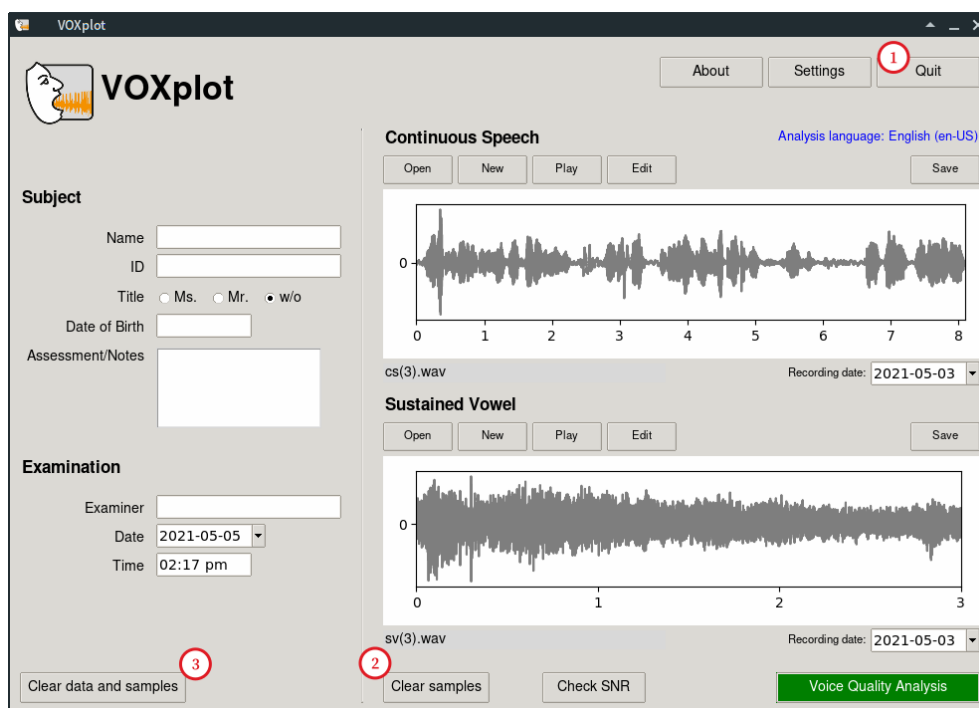 VOXplot
VOXplot
About Settings Quit
1
Continuous Speech
Analysis language: English (en-US)
Open New Play Edit Save
0
0 1 2 3 4 5 6 7 8
cs(3).wav
Recording date: 2021-05-03
Subject
Name
ID
Title Ms. Mr. w/o
Date of Birth
Assessment/Notes
Sustained Vowel
Open New Play Edit Save
0
0 1 2 3
sv(3).wav
Recording date: 2021-05-03
Examination
Examiner
Date 2021-05-05
Time 02:17 pm
3
Clear data and samples
2
Clear samples
Check SNR
Voice Quality Analysis